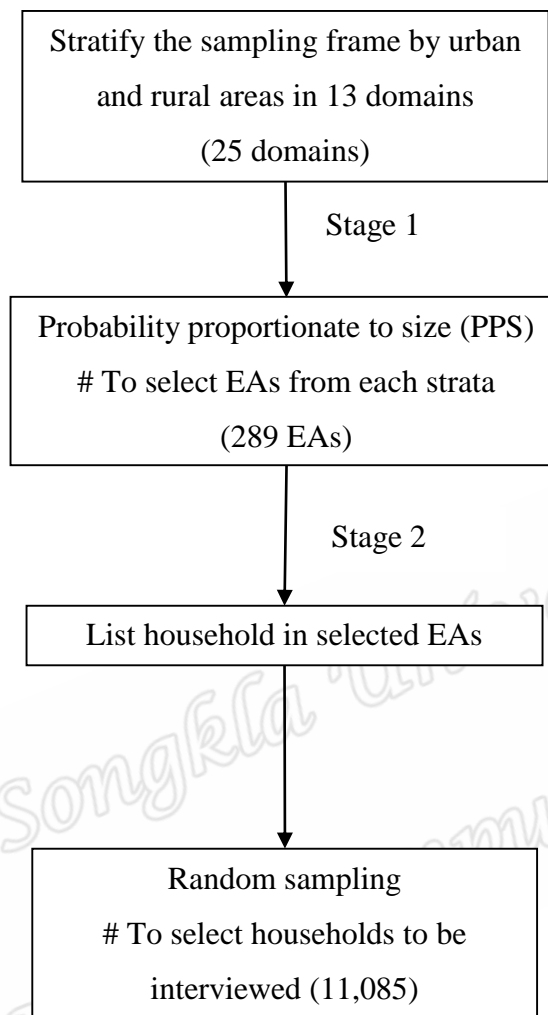 Stratify the sampling frame by urban
and rural areas in 13 domains
(25 domains)
Stage 1
Probability proportionate to size (PPS)
# To select EAs from each strata
(289 EAs)
Stage 2
List household in selected EAs
Songkla
Random sampling
# To select households to be
interviewed (11,085)